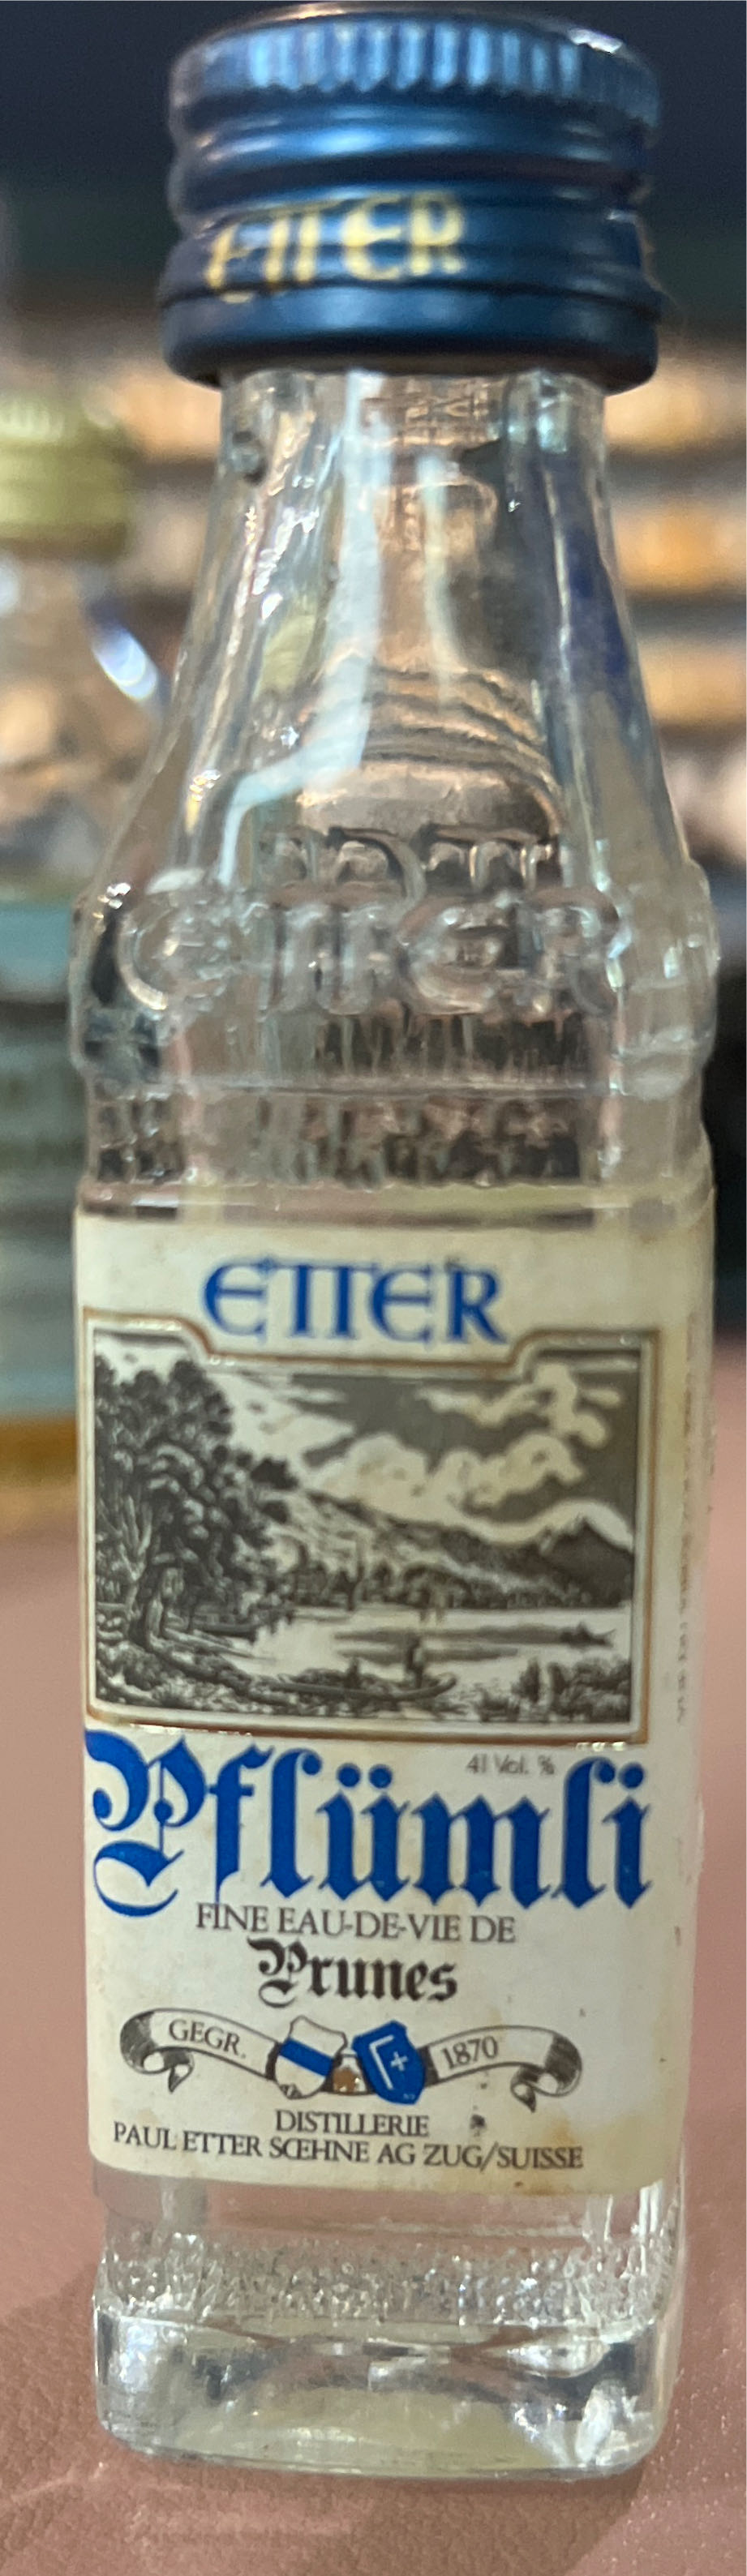 ETTER
ETTER
ETTER
41 Vol. %
Pflümli
FINE EAU-DE-VIE DE
Prunes
GEGR. 1870
DISTILLERIE
PAUL ETTER SŒHNE AG ZUG/SUISSE